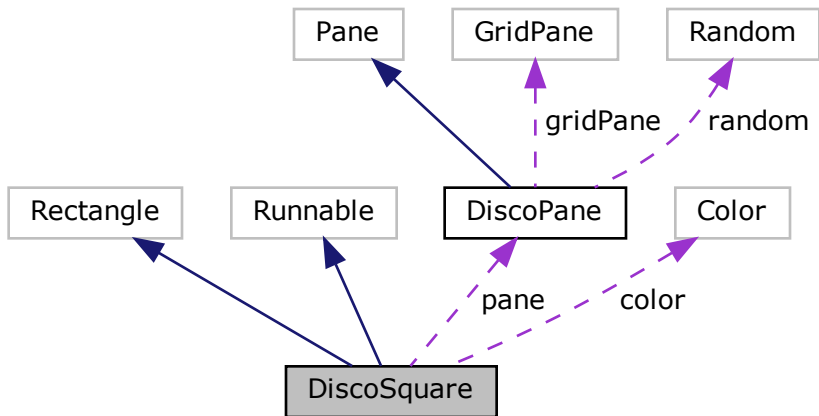 Pane
GridPane
Random
gridPane
random
Rectangle
Runnable
DiscoPane
Color
pane
color
DiscoSquare